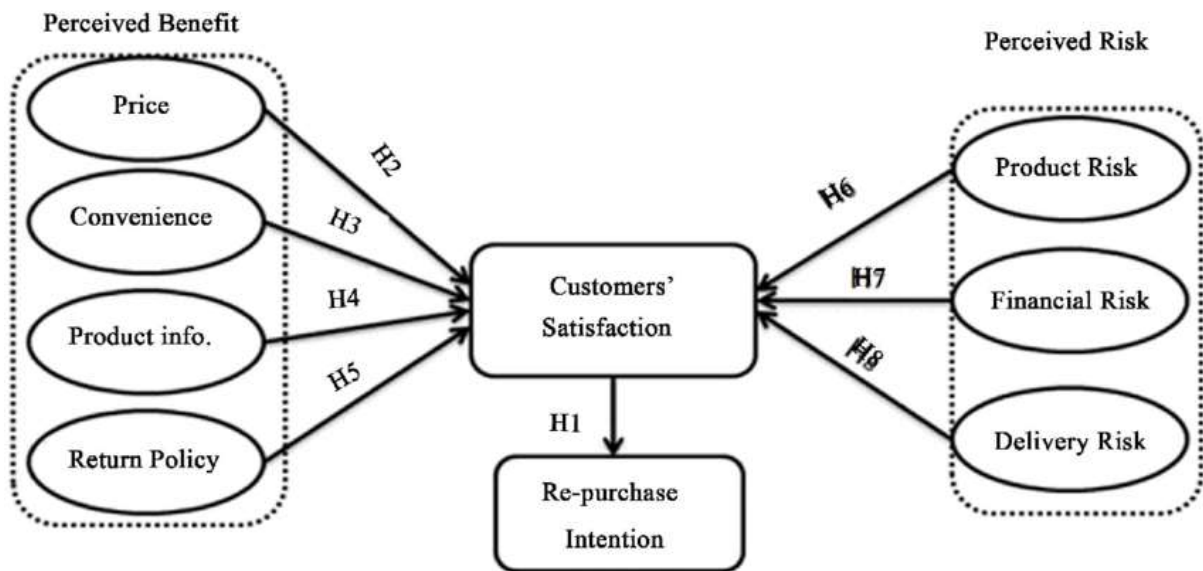 Perceived Benefit
Perceived Risk
Price
H2
Convenience
H3
Product info.
H4
Return Policy
H5
Customers'
Satisfaction
H1
Re-purchase
Intention
H6
Product Risk
H7
Financial Risk
H8
Delivery Risk